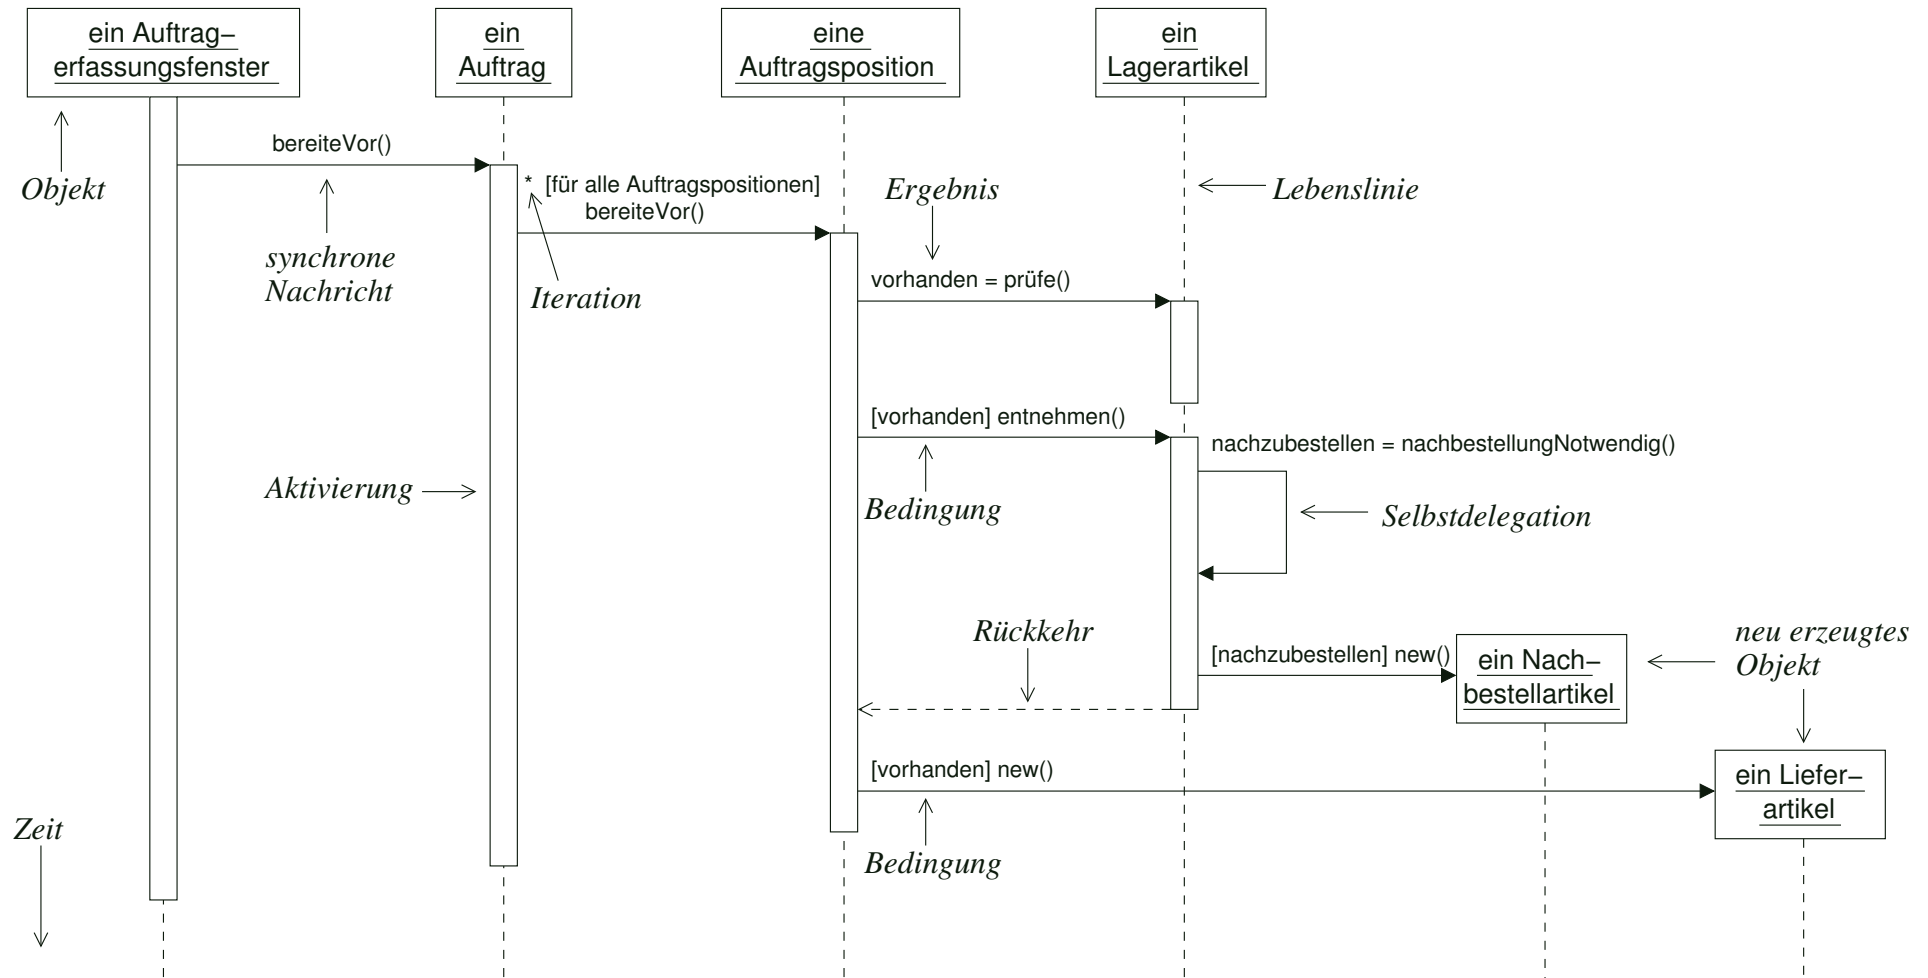 ein Auftrag–
erfassungsfenster
ein
Auftrag
eine
Auftragsposition
ein
Lagerartikel
bereiteVor()
Objekt
* [für alle Auftragspositionen]
bereiteVor()
Ergebnis
Lebenslinie
synchrone
Nachricht
Iteration
vorhanden = prüfe()
[vorhanden] entnehmen()
nachzubestellen = nachbestellungNotwendig()
Aktivierung
Bedingung
Selbstdelegation
Rückkehr
[nachzubestellen] new()
ein Nach–
bestellartikel
neu erzeugtes
Objekt
[vorhanden] new()
ein Liefer–
artikel
Zeit
Bedingung